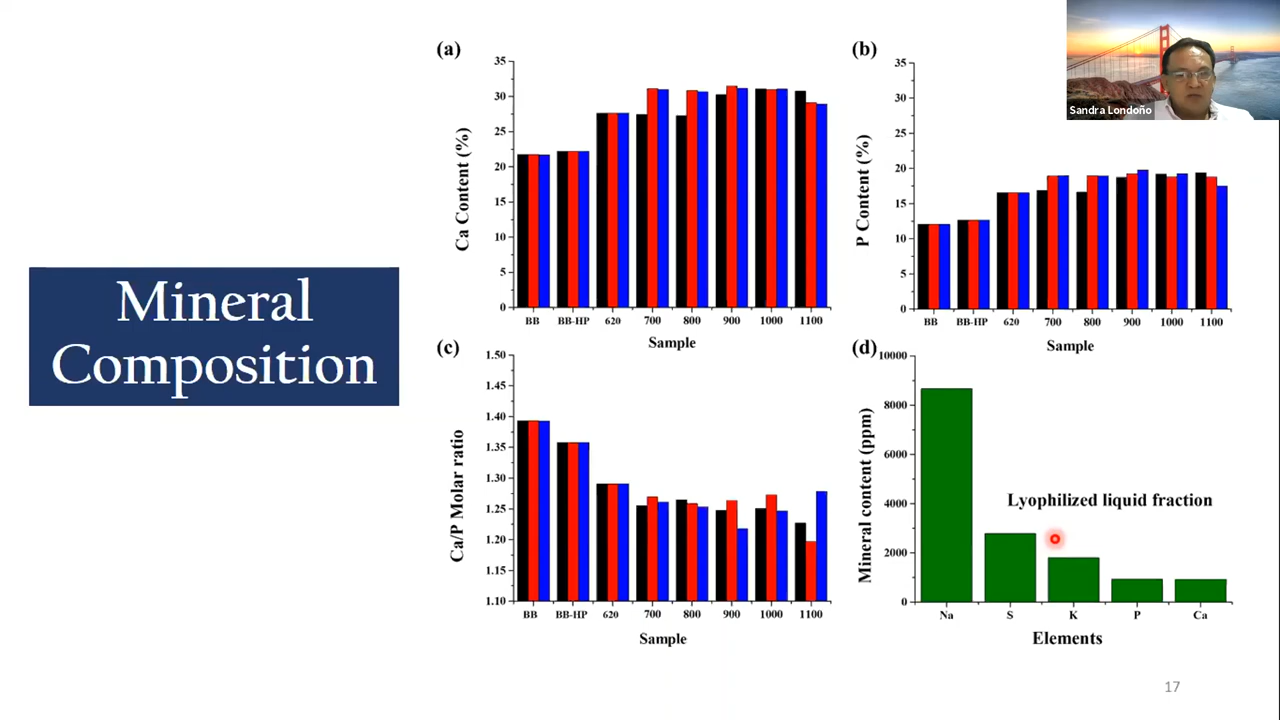 Mineral
Composition
(a)
35
30
25
20
15
10
5
0
Ca Content (%)
BB BB-HP 620 700 800 900 1000 1100
Sample
(b)
35
30
25
20
15
10
5
0
P Content (%)
BB BB-HP 620 700 800 900 1000 1100
Sample
Sandra Londoño
(c)
1.50
1.45
1.40
1.35
1.30
1.25
1.20
1.15
1.10
Ca/P Molar ratio
BB BB-HP 620 700 800 900 1000 1100
Sample
(d)
10000
8000
6000
4000
2000
0
Mineral content (ppm)
Lyophilized liquid fraction
Na S K P Ca
Elements
17